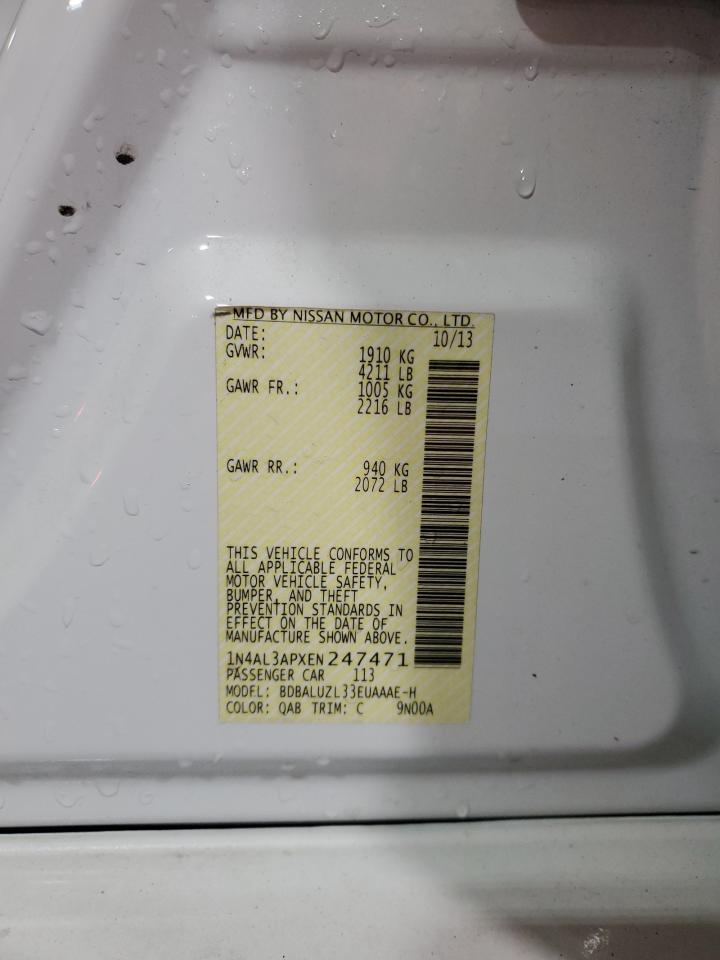 MFD BY NISSAN MOTOR CO., LTD.
DATE: 10/13
GVWR: 1910 KG
4211 LB
GAWR FR.: 1005 KG
2216 LB
GAWR RR.: 940 KG
2072 LB
THIS VEHICLE CONFORMS TO
ALL APPLICABLE FEDERAL
MOTOR VEHICLE SAFETY,
BUMPER, AND THEFT
PREVENTION STANDARDS IN
EFFECT ON THE DATE OF
MANUFACTURE SHOWN ABOVE.
1N4AL3APXEN247471
PASSENGER CAR 113
MODEL: BDBALUZL33EUAAAE-H
COLOR: QAB TRIM: C 9N00A